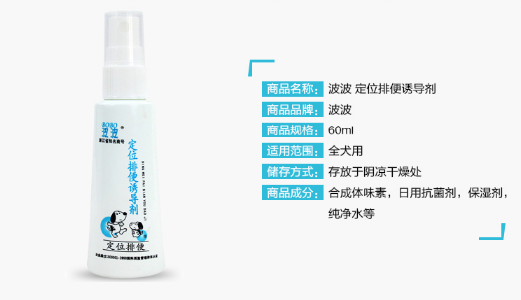 BOBO
定位排便诱导剂
定位排便
商品名称： 波波 定位排便诱导剂
商品品牌： 波波
商品规格： 60ml
适用范围： 全犬用
储存方式： 存放于阴凉干燥处
商品成分： 合成体味素，日用抗菌剂，保湿剂，
纯净水等